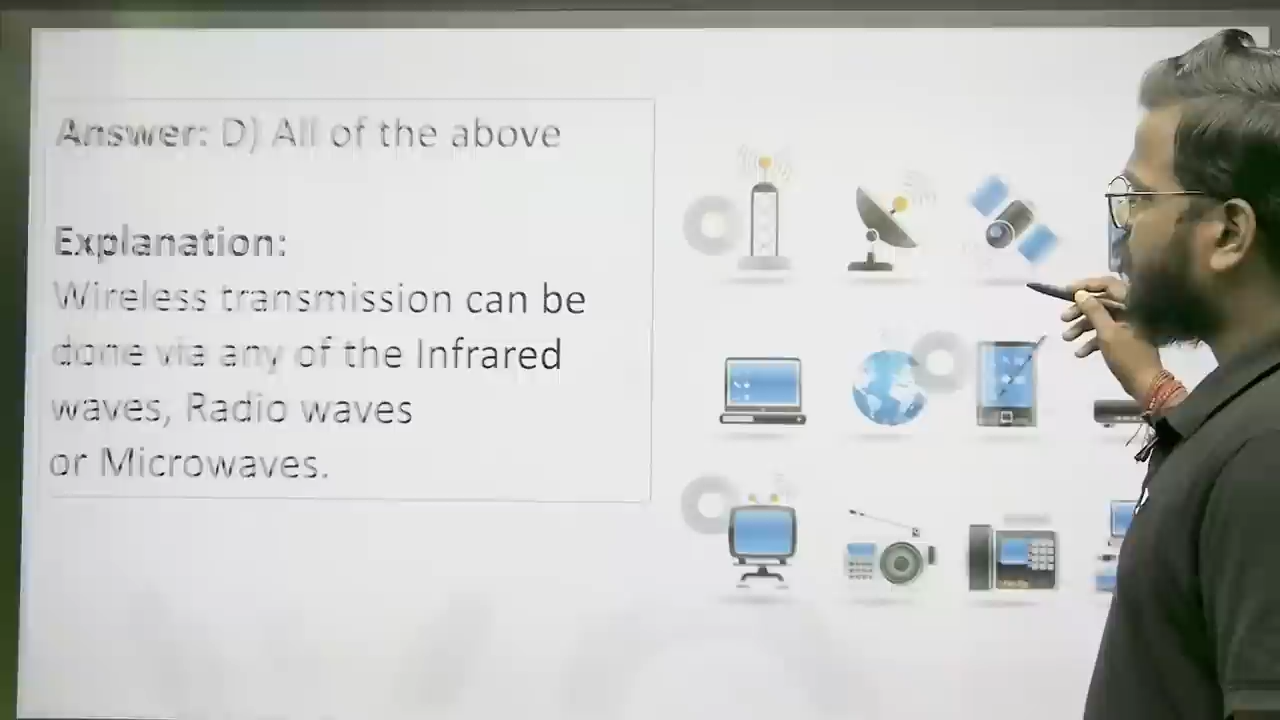 Answer: D) All of the above
Explanation:
Wireless transmission can be
done via any of the Infrared
waves, Radio waves
or Microwaves.